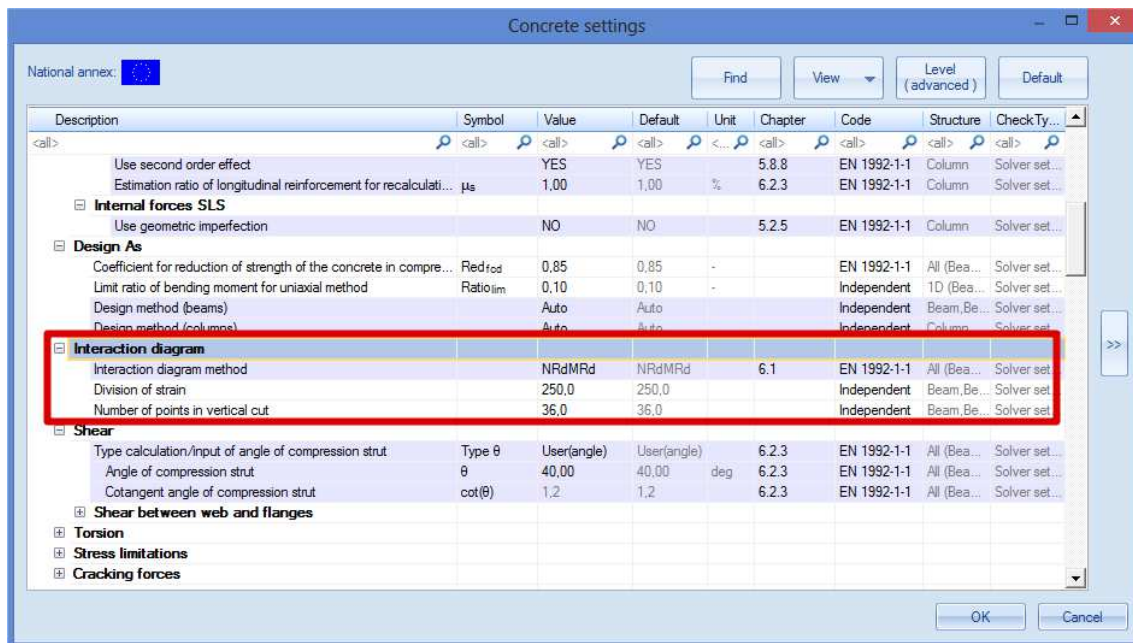 Concrete settings
National annex:
Find
View
Level
(advanced)
Default
Description Symbol Value Default Unit Chapter Code Structure Check Ty...
<all> <all> <all> <all> <... <all> <all> <all> <all>
Use second order effect YES YES 5.8.8 EN 1992-1-1 Column Solver set...
Estimation ratio of longitudinal reinforcement for recalculati... μs 1,00 1,00 % 6.2.3 EN 1992-1-1 Column Solver set...
Internal forces SLS
Use geometric imperfection NO NO 5.2.5 EN 1992-1-1 Column Solver set...
Design As
Coefficient for reduction of strength of the concrete in compre... Redfcd 0,85 0,85 - EN 1992-1-1 All (Bea... Solver set...
Limit ratio of bending moment for uniaxial method Ratiolim 0,10 0,10 - Independent 1D (Bea... Solver set...
Design method (beams) Auto Auto Independent Beam,Be... Solver set...
Design method (columns) Auto Auto Independent Column Solver set...
Interaction diagram
Interaction diagram method NRdMRd NRdMRd 6.1 EN 1992-1-1 All (Bea... Solver set...
Division of strain 250,0 250,0 Independent Beam,Be... Solver set...
Number of points in vertical cut 36,0 36,0 Independent Beam,Be... Solver set...
Shear
Type calculation/input of angle of compression strut Type θ User(angle) User(angle) 6.2.3 EN 1992-1-1 All (Bea... Solver set...
Angle of compression strut θ 40,00 40,00 deg 6.2.3 EN 1992-1-1 All (Bea... Solver set...
Cotangent angle of compression strut cot(θ) 1,2 1,2 6.2.3 EN 1992-1-1 All (Bea... Solver set...
Shear between web and flanges
Torsion
Stress limitations
Cracking forces
>>
OK
Cancel